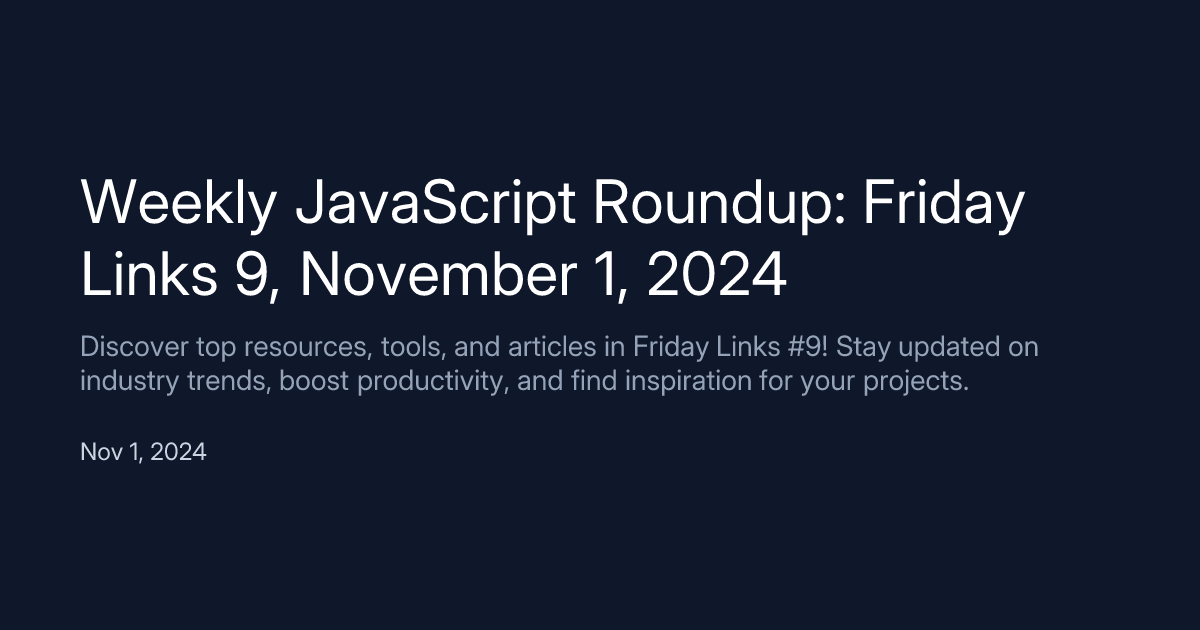 Weekly JavaScript Roundup: Friday
Links 9, November 1, 2024
Discover top resources, tools, and articles in Friday Links #9! Stay updated on
industry trends, boost productivity, and find inspiration for your projects.
Nov 1, 2024